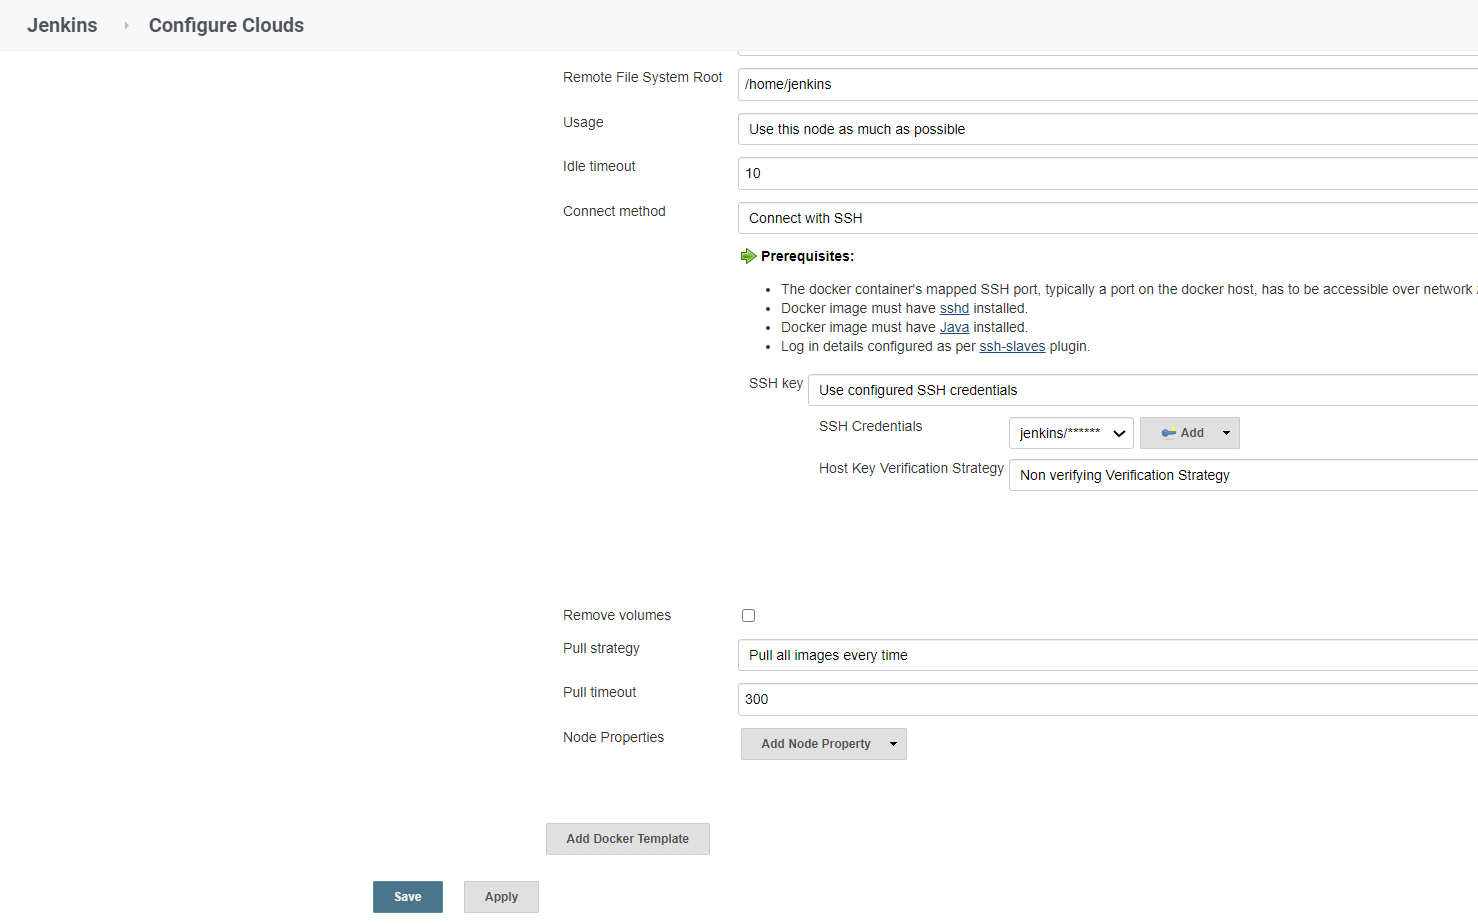 Jenkins
Configure Clouds
Remote File System Root
/home/jenkins
Usage
Use this node as much as possible
Idle timeout
10
Connect method
Connect with SSH
Prerequisites:
The docker container's mapped SSH port, typically a port on the docker host, has to be accessible over network
Docker image must have sshd installed.
Docker image must have Java installed.
Log in details configured as per ssh-slaves plugin.
SSH key
Use configured SSH credentials
SSH Credentials
jenkins/******
Add
Host Key Verification Strategy
Non verifying Verification Strategy
Remove volumes
Pull strategy
Pull all images every time
Pull timeout
300
Node Properties
Add Node Property
Add Docker Template
Save
Apply